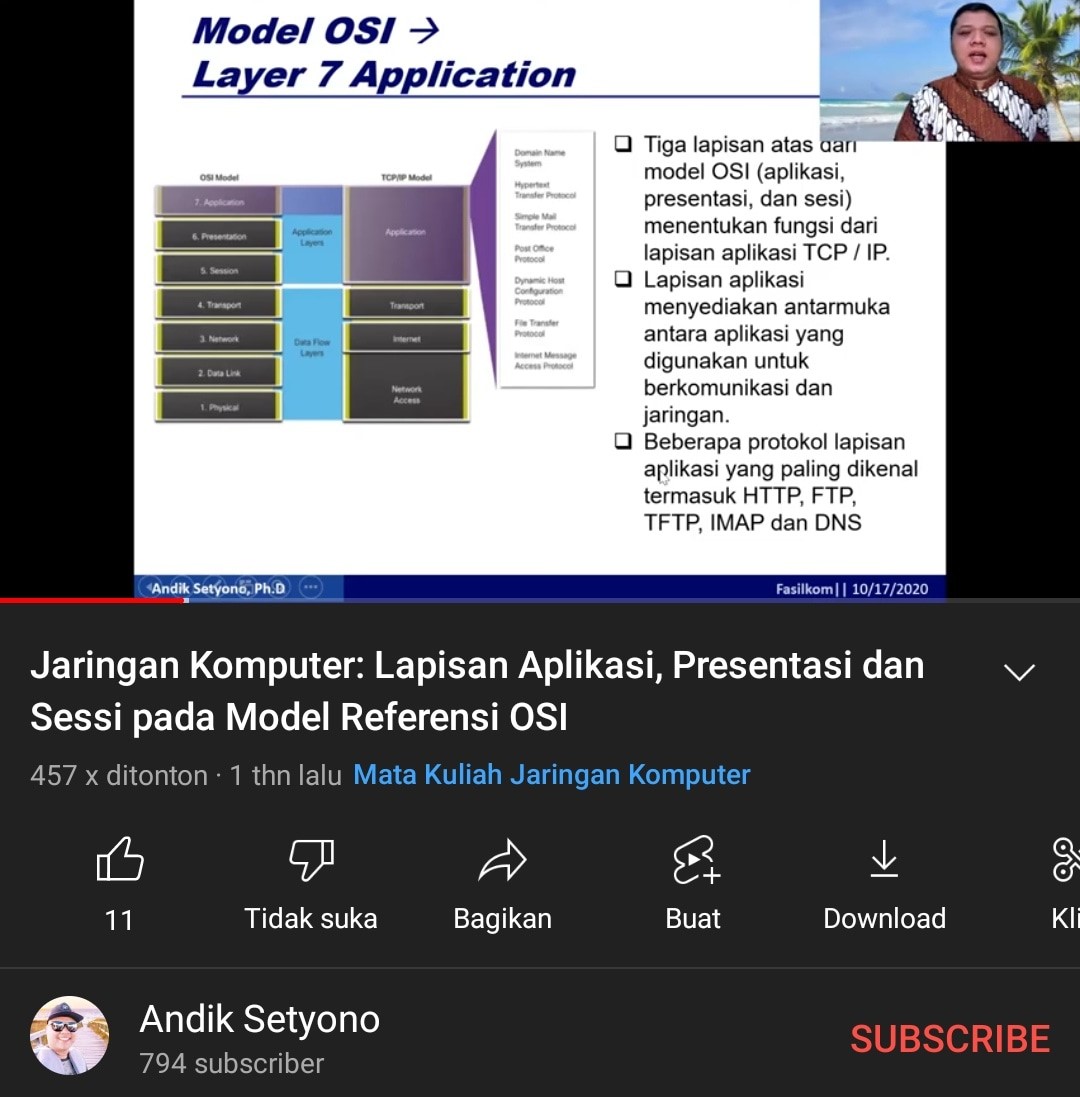 Model OSI →
Layer 7 Application
OSI Model
7. Application
6. Presentation
5. Session
4. Transport
3. Network
2. Data Link
1. Physical
Application
Layers
Data Flow
Layers
TCP/IP Model
Application
Transport
Internet
Network
Access
Domain Name
System
Hypertext
Transfer Protocol
Simple Mail
Transfer Protocol
Post Office
Protocol
Dynamic Host
Configuration
Protocol
File Transfer
Protocol
Internet Message
Access Protocol
❑ Tiga lapisan atas dari
model OSI (aplikasi,
presentasi, dan sesi)
menentukan fungsi dari
lapisan aplikasi TCP / IP.
❑ Lapisan aplikasi
menyediakan antarmuka
antara aplikasi yang
digunakan untuk
berkomunikasi dan
jaringan.
❑ Beberapa protokol lapisan
aplikasi yang paling dikenal
termasuk HTTP, FTP,
TFTP, IMAP dan DNS
Andik Setyono, Ph.D
Fasilkom|| 10/17/2020
Jaringan Komputer: Lapisan Aplikasi, Presentasi dan
Sessi pada Model Referensi OSI
457 x ditonton · 1 thn lalu Mata Kuliah Jaringan Komputer
11
Tidak suka
Bagikan
Buat
Download
Kli
Andik Setyono
794 subscriber
SUBSCRIBE